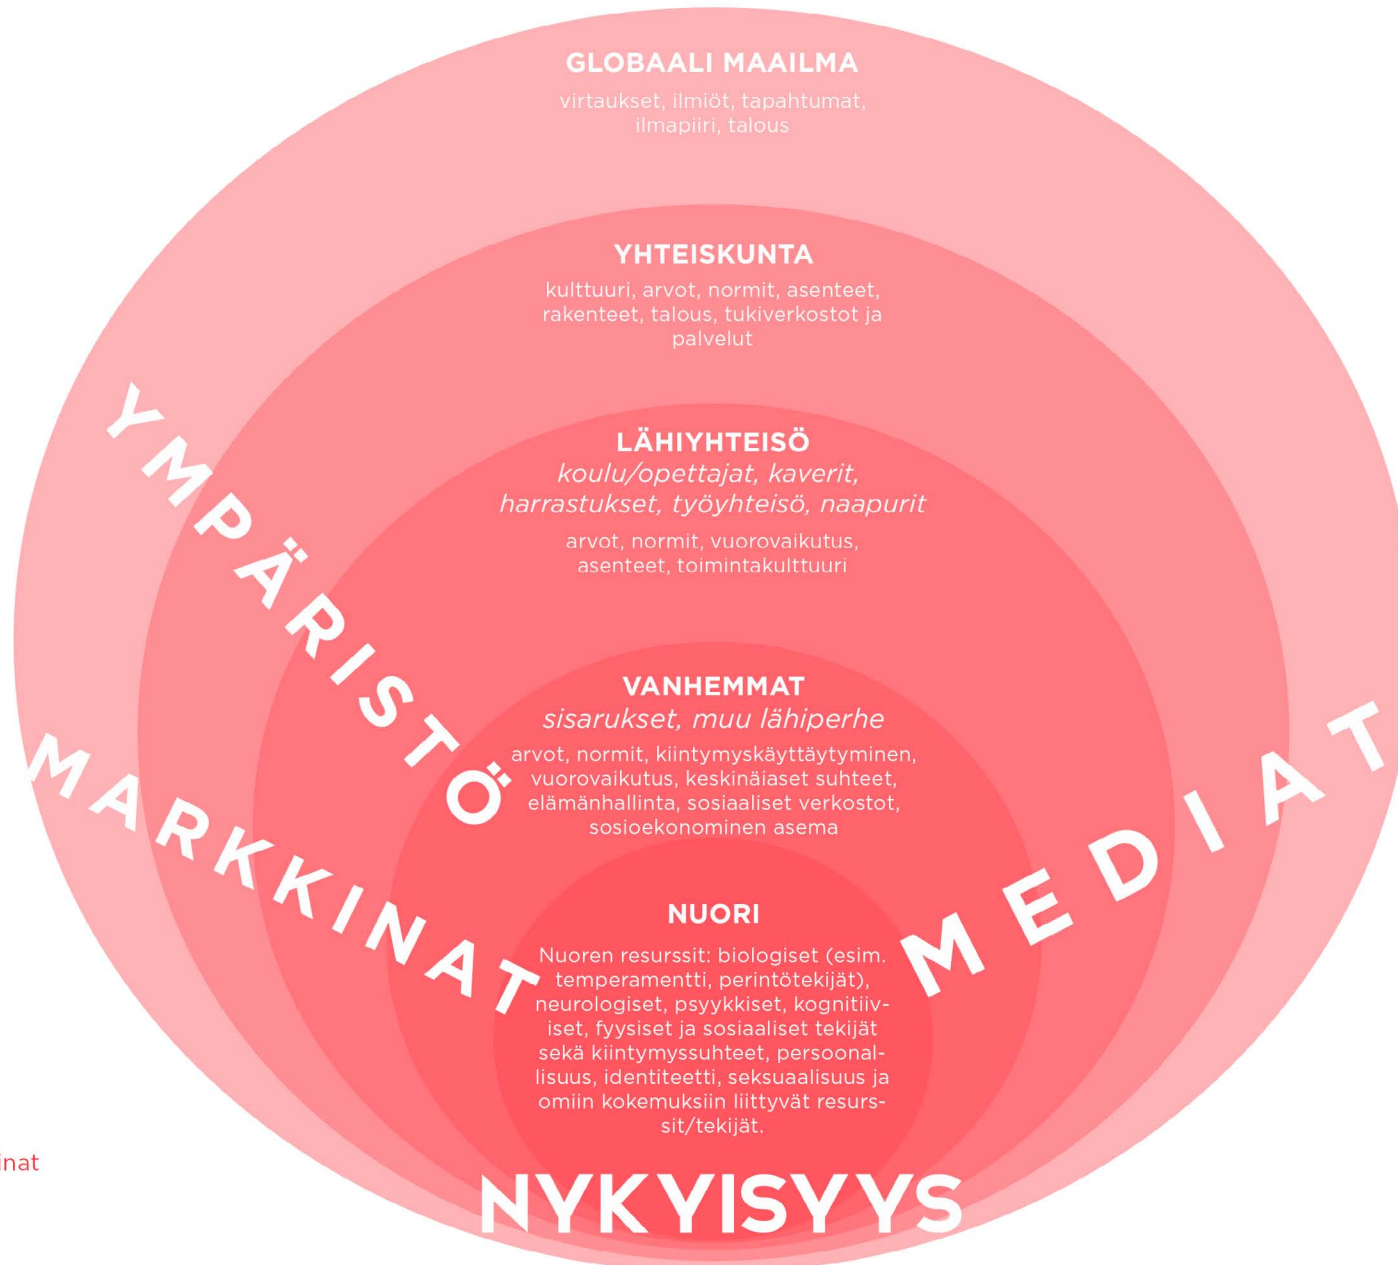 GLOBAALI MAAILMA
virtaukset, ilmiöt, tapahtumat,
ilmapiiri, talous
YHTEISKUNTA
kulttuuri, arvot, normit, asenteet,
rakenteet, talous, tukiverkostot ja
palvelut
LÄHIYHTEISÖ
koulu/opettajat, kaverit,
harrastukset, työyhteisö, naapurit
arvot, normit, vuorovaikutus,
asenteet, toimintakulttuuri
YMPÄRISTÖ
VANHEMMAT
sisarukset, muu lähiperhe
arvot, normit, kiintymyskäyttäytyminen,
vuorovaikutus, keskinäiaset suhteet,
elämänhallinta, sosiaaliset verkostot,
sosioekonominen asema
MARKKINAT
MEDIAT
NUORI
Nuoren resurssit: biologiset (esim.
temperamentti, perintötekijät),
neurologiset, psyykkiset, kognitiiv-
iset, fyysiset ja sosiaaliset tekijät
sekä kiintymyssuhteet, persoonal-
lisuus, identiteetti, seksuaalisuus ja
omiin kokemuksiin liittyvät resurs-
sit/tekijät.
NYKYISYYS